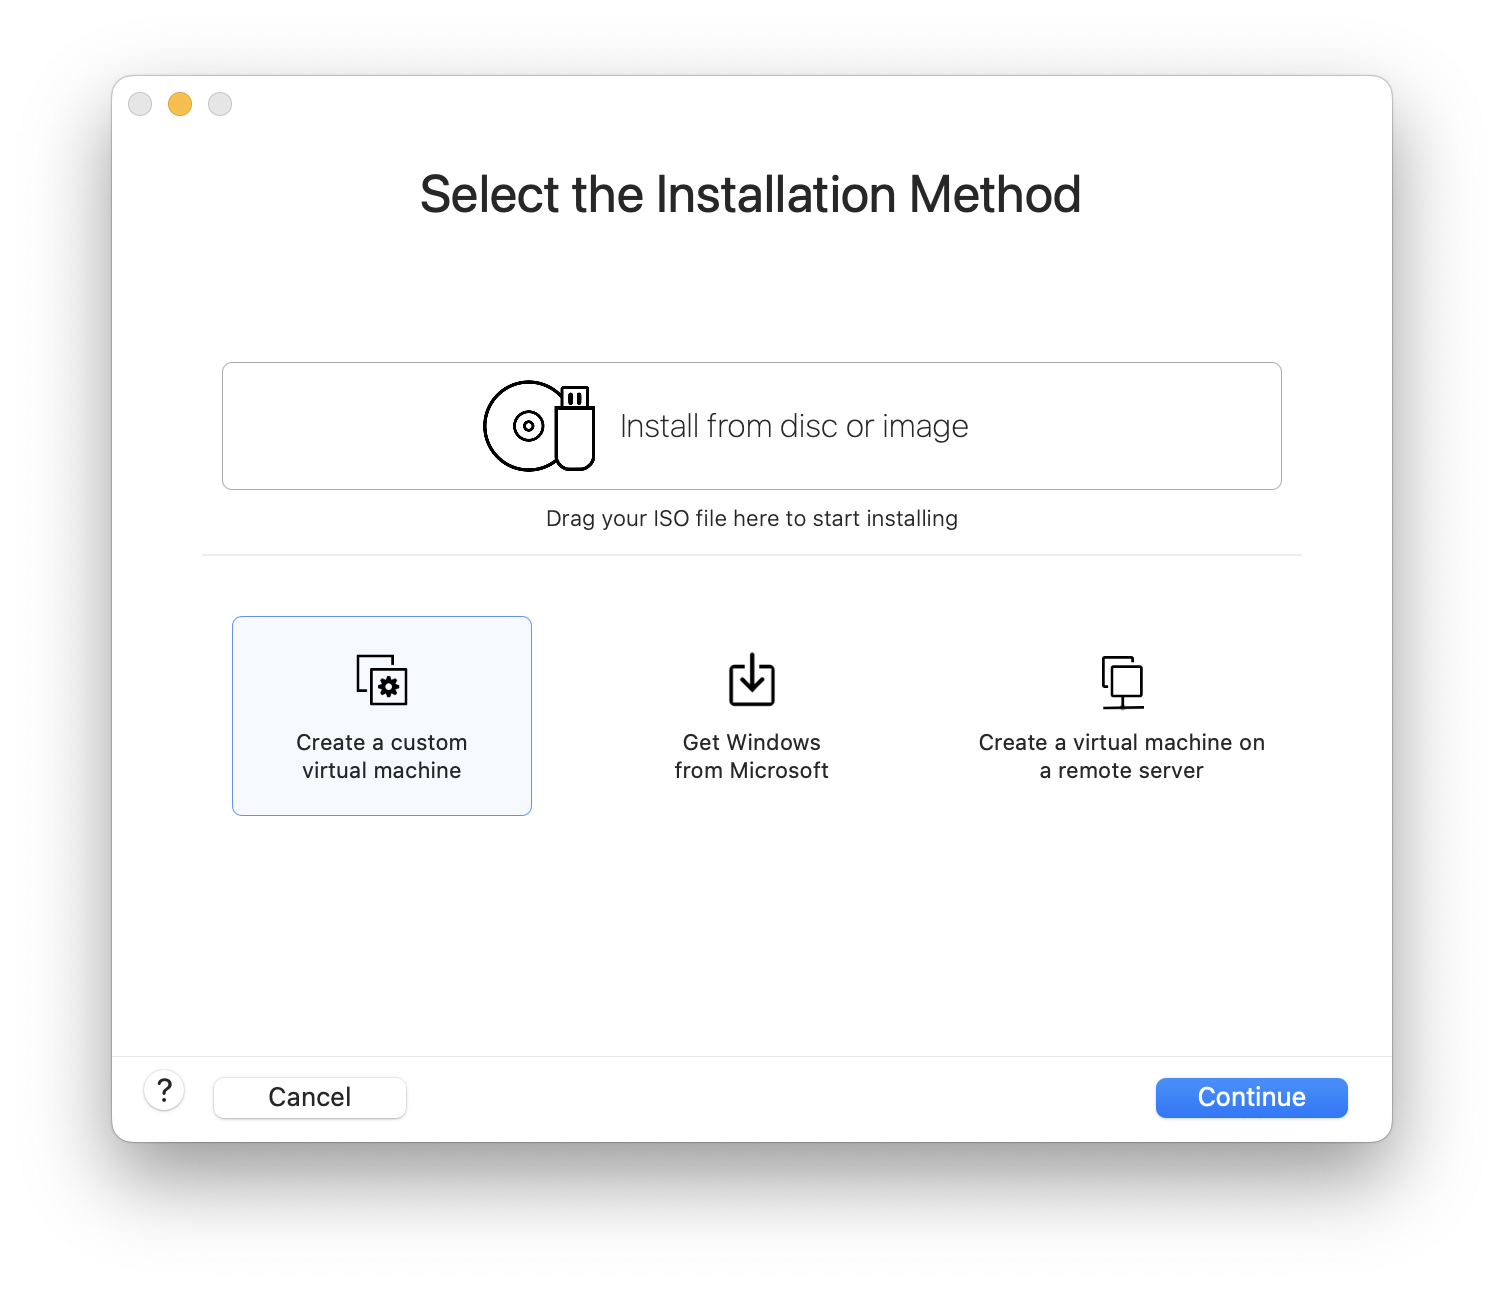 Select the Installation Method
Install from disc or image
Drag your ISO file here to start installing
Create a custom
virtual machine
Get Windows
from Microsoft
Create a virtual machine on
a remote server
?
Cancel
Continue